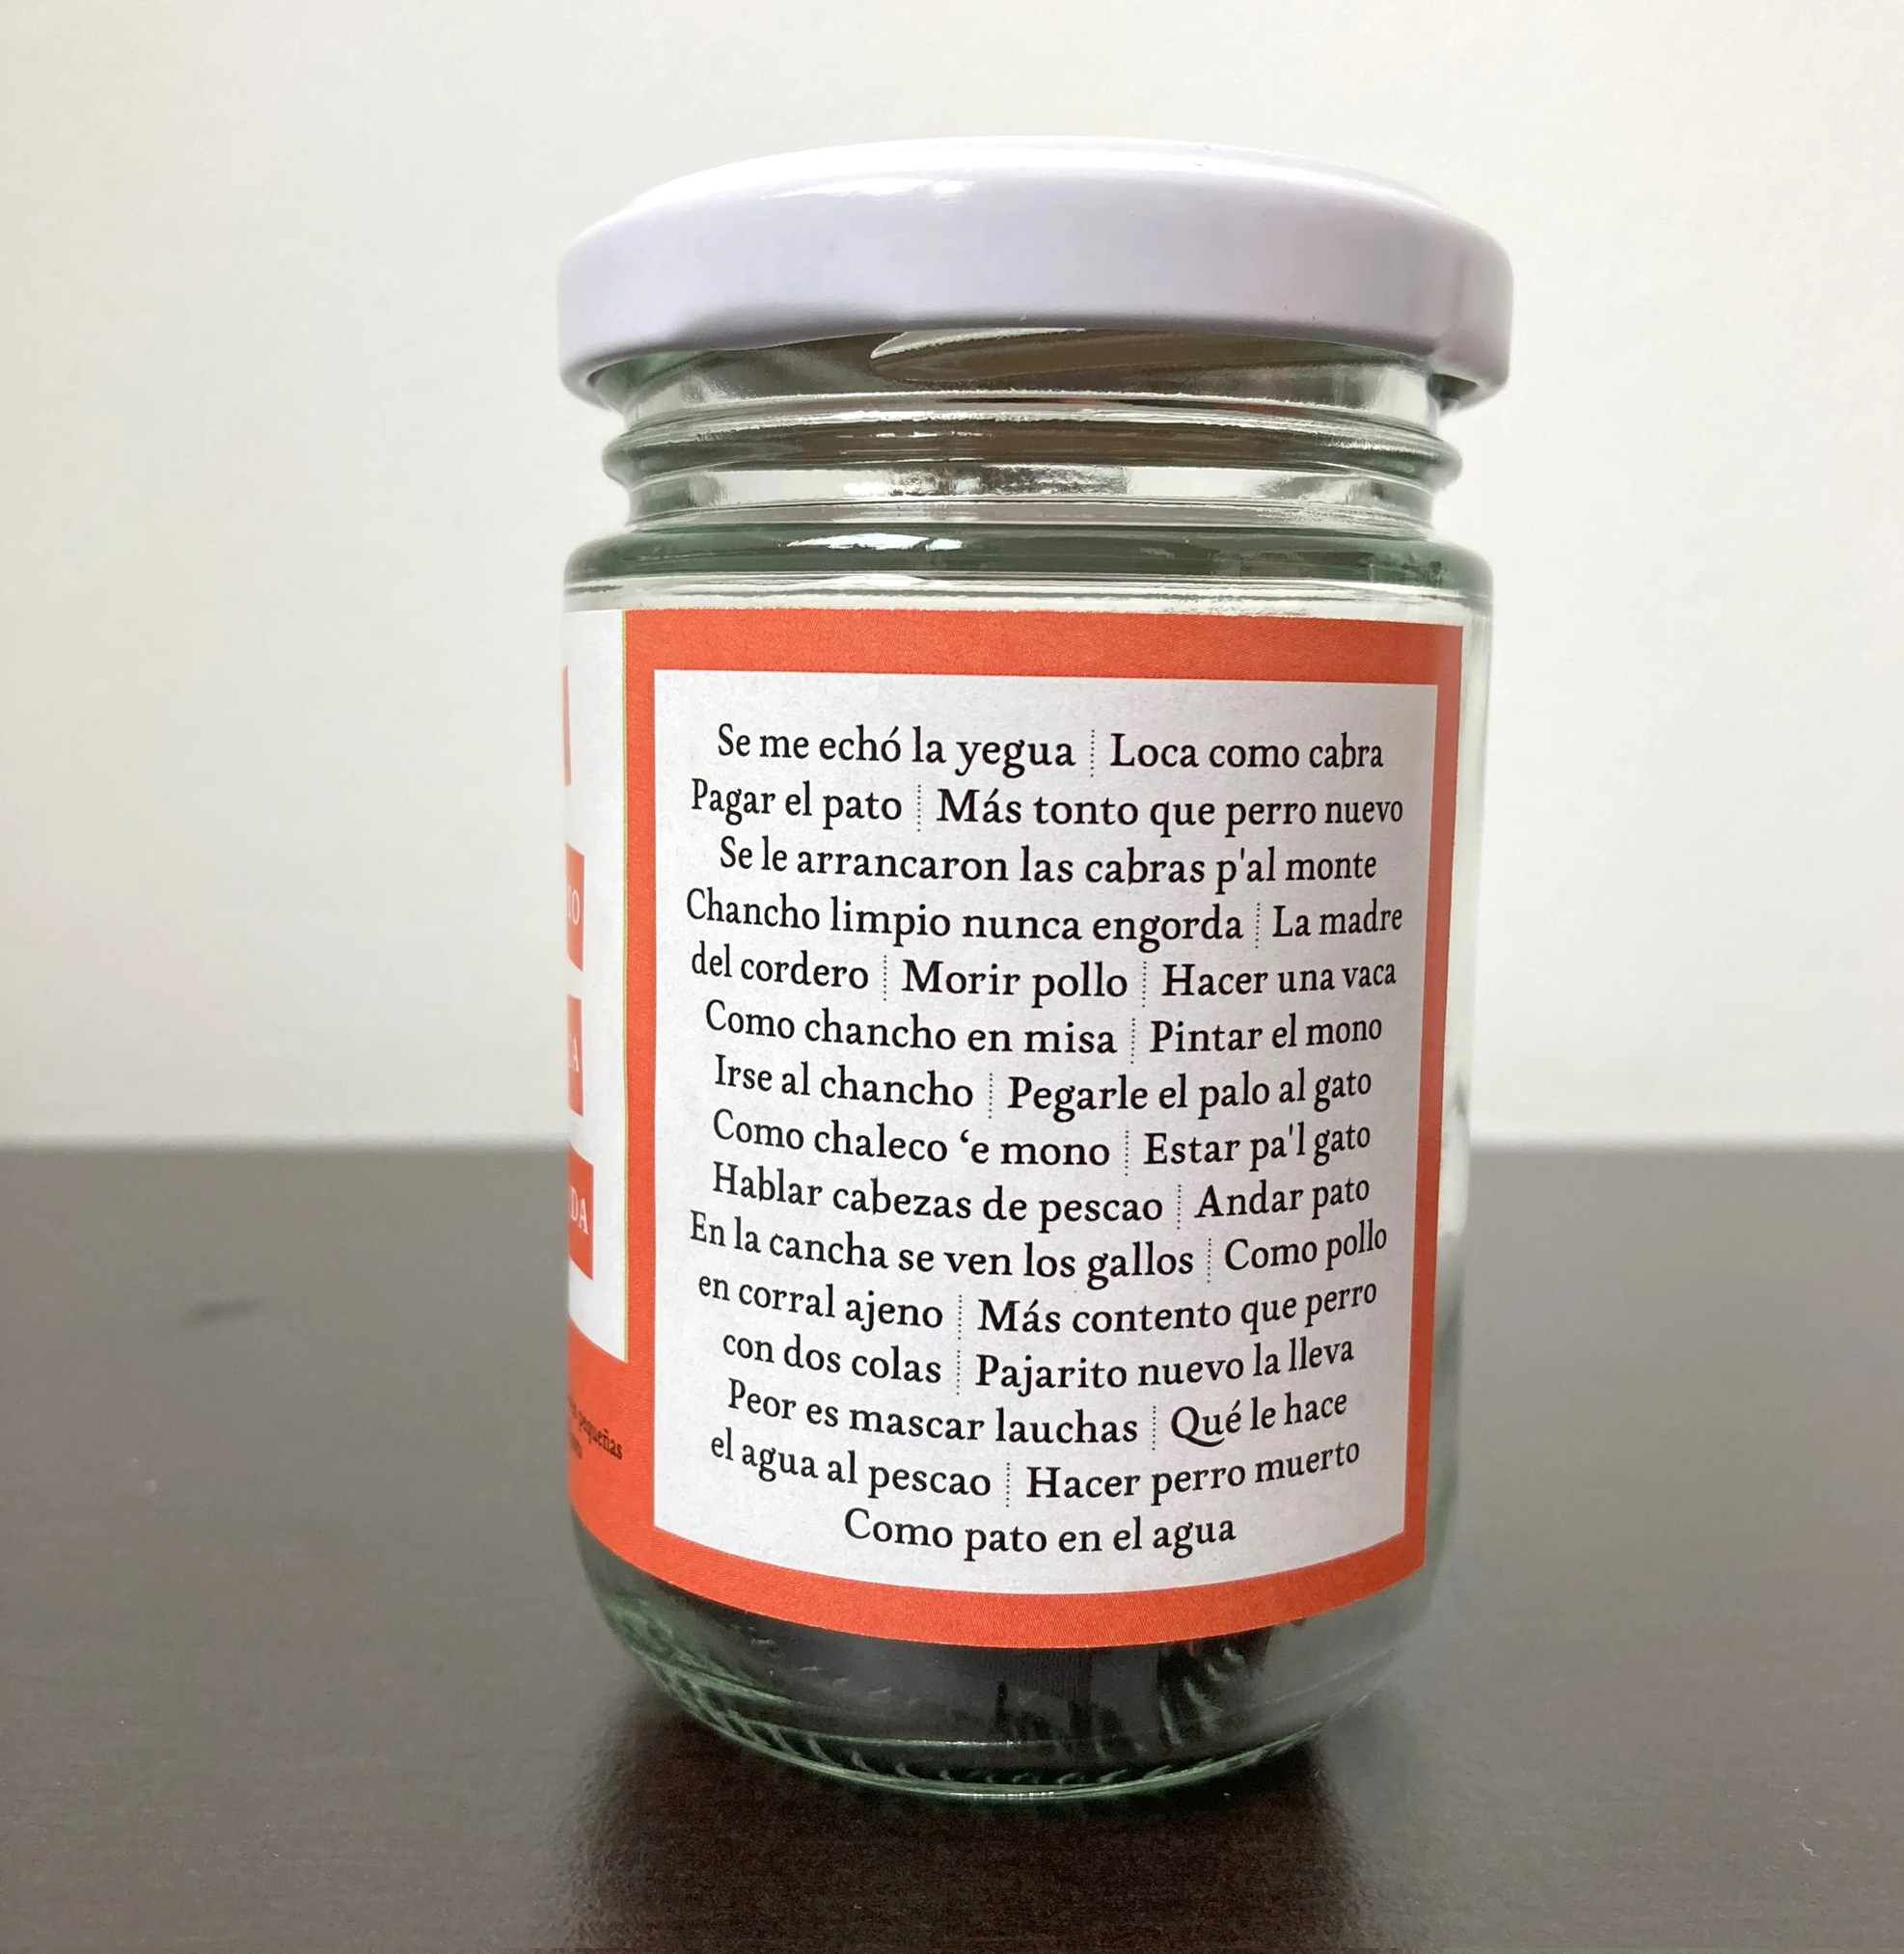 Se me echó la yegua ┊ Loca como cabra
Pagar el pato ┊ Más tonto que perro nuevo
Se le arrancaron las cabras p'al monte
Chancho limpio nunca engorda ┊ La madre
del cordero ┊ Morir pollo ┊ Hacer una vaca
Como chancho en misa ┊ Pintar el mono
Irse al chancho ┊ Pegarle el palo al gato
Como chaleco ‘e mono ┊ Estar pa'l gato
Hablar cabezas de pescao ┊ Andar pato
En la cancha se ven los gallos ┊ Como pollo
en corral ajeno ┊ Más contento que perro
con dos colas ┊ Pajarito nuevo la lleva
Peor es mascar lauchas ┊ Qué le hace
el agua al pescao ┊ Hacer perro muerto
Como pato en el agua
pequeñas